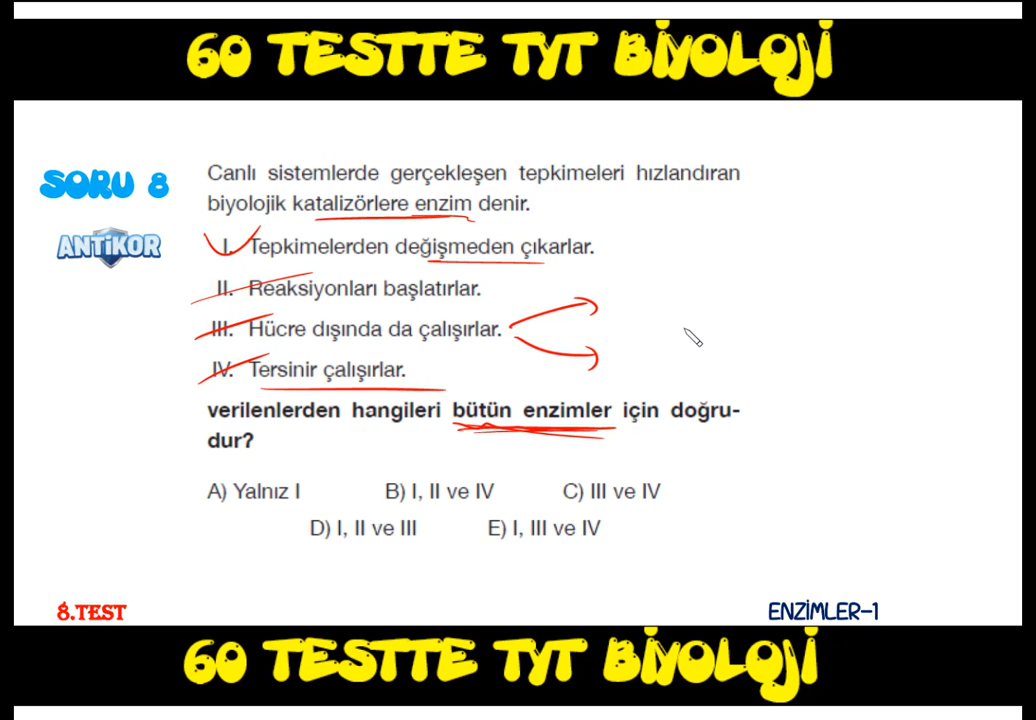 60 TESTTE TYT BİYOLOJİ
SORU 8
Canlı sistemlerde gerçekleşen tepkimeleri hızlandıran
biyolojik katalizörlere enzim denir.
ANTİKOR
I. Tepkimelerden değişmeden çıkarlar.
II. Reaksiyonları başlatırlar.
III. Hücre dışında da çalışırlar.
IV. Tersinir çalışırlar.
verilenlerden hangileri bütün enzimler için doğru-
dur?
A) Yalnız I B) I, II ve IV C) III ve IV
D) I, II ve III E) I, III ve IV
8.TEST ENZİMLER-1
60 TESTTE TYT BİYOLOJİ